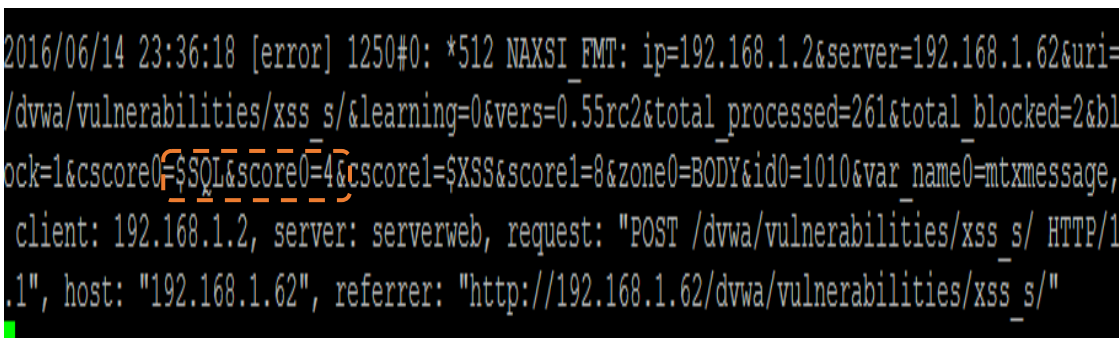 2016/06/14 23:36:18 [error] 1250#0: *512 NAXSI_FMT: ip=192.168.1.2&server=192.168.1.62&uri=
/dvwa/vulnerabilities/xss_s/&learning=0&vers=0.55rc2&total_processed=261&total_blocked=2&bl
ock=1&cscore0=$SQL&score0=4&cscore1=$XSS&score1=8&zone0=BODY&id0=1010&var_name0=mtxmessage,
client: 192.168.1.2, server: serverweb, request: "POST /dvwa/vulnerabilities/xss_s/ HTTP/1
.1", host: "192.168.1.62", referrer: "http://192.168.1.62/dvwa/vulnerabilities/xss_s/"